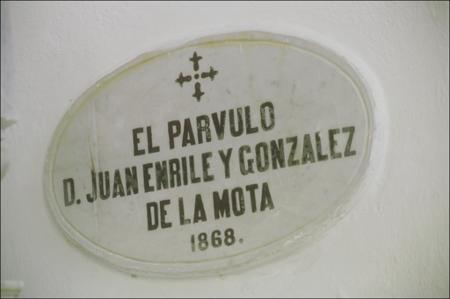 EL PARVULO
D. JUAN ENRILE Y GONZALEZ
DE LA MOTA
1868.